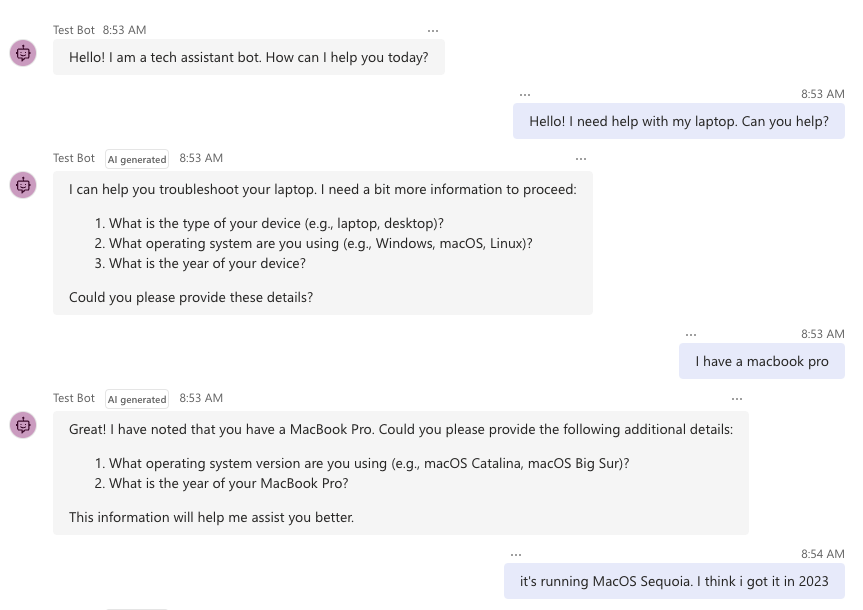 Test Bot 8:53 AM ...
Hello! I am a tech assistant bot. How can I help you today?
... 8:53 AM
Hello! I need help with my laptop. Can you help?
Test Bot AI generated 8:53 AM ...
I can help you troubleshoot your laptop. I need a bit more information to proceed:
1. What is the type of your device (e.g., laptop, desktop)?
2. What operating system are you using (e.g., Windows, macOS, Linux)?
3. What is the year of your device?
Could you please provide these details?
... 8:53 AM
I have a macbook pro
Test Bot AI generated 8:53 AM ...
Great! I have noted that you have a MacBook Pro. Could you please provide the following additional details:
1. What operating system version are you using (e.g., macOS Catalina, macOS Big Sur)?
2. What is the year of your MacBook Pro?
This information will help me assist you better.
... 8:54 AM
it's running MacOS Sequoia. I think i got it in 2023